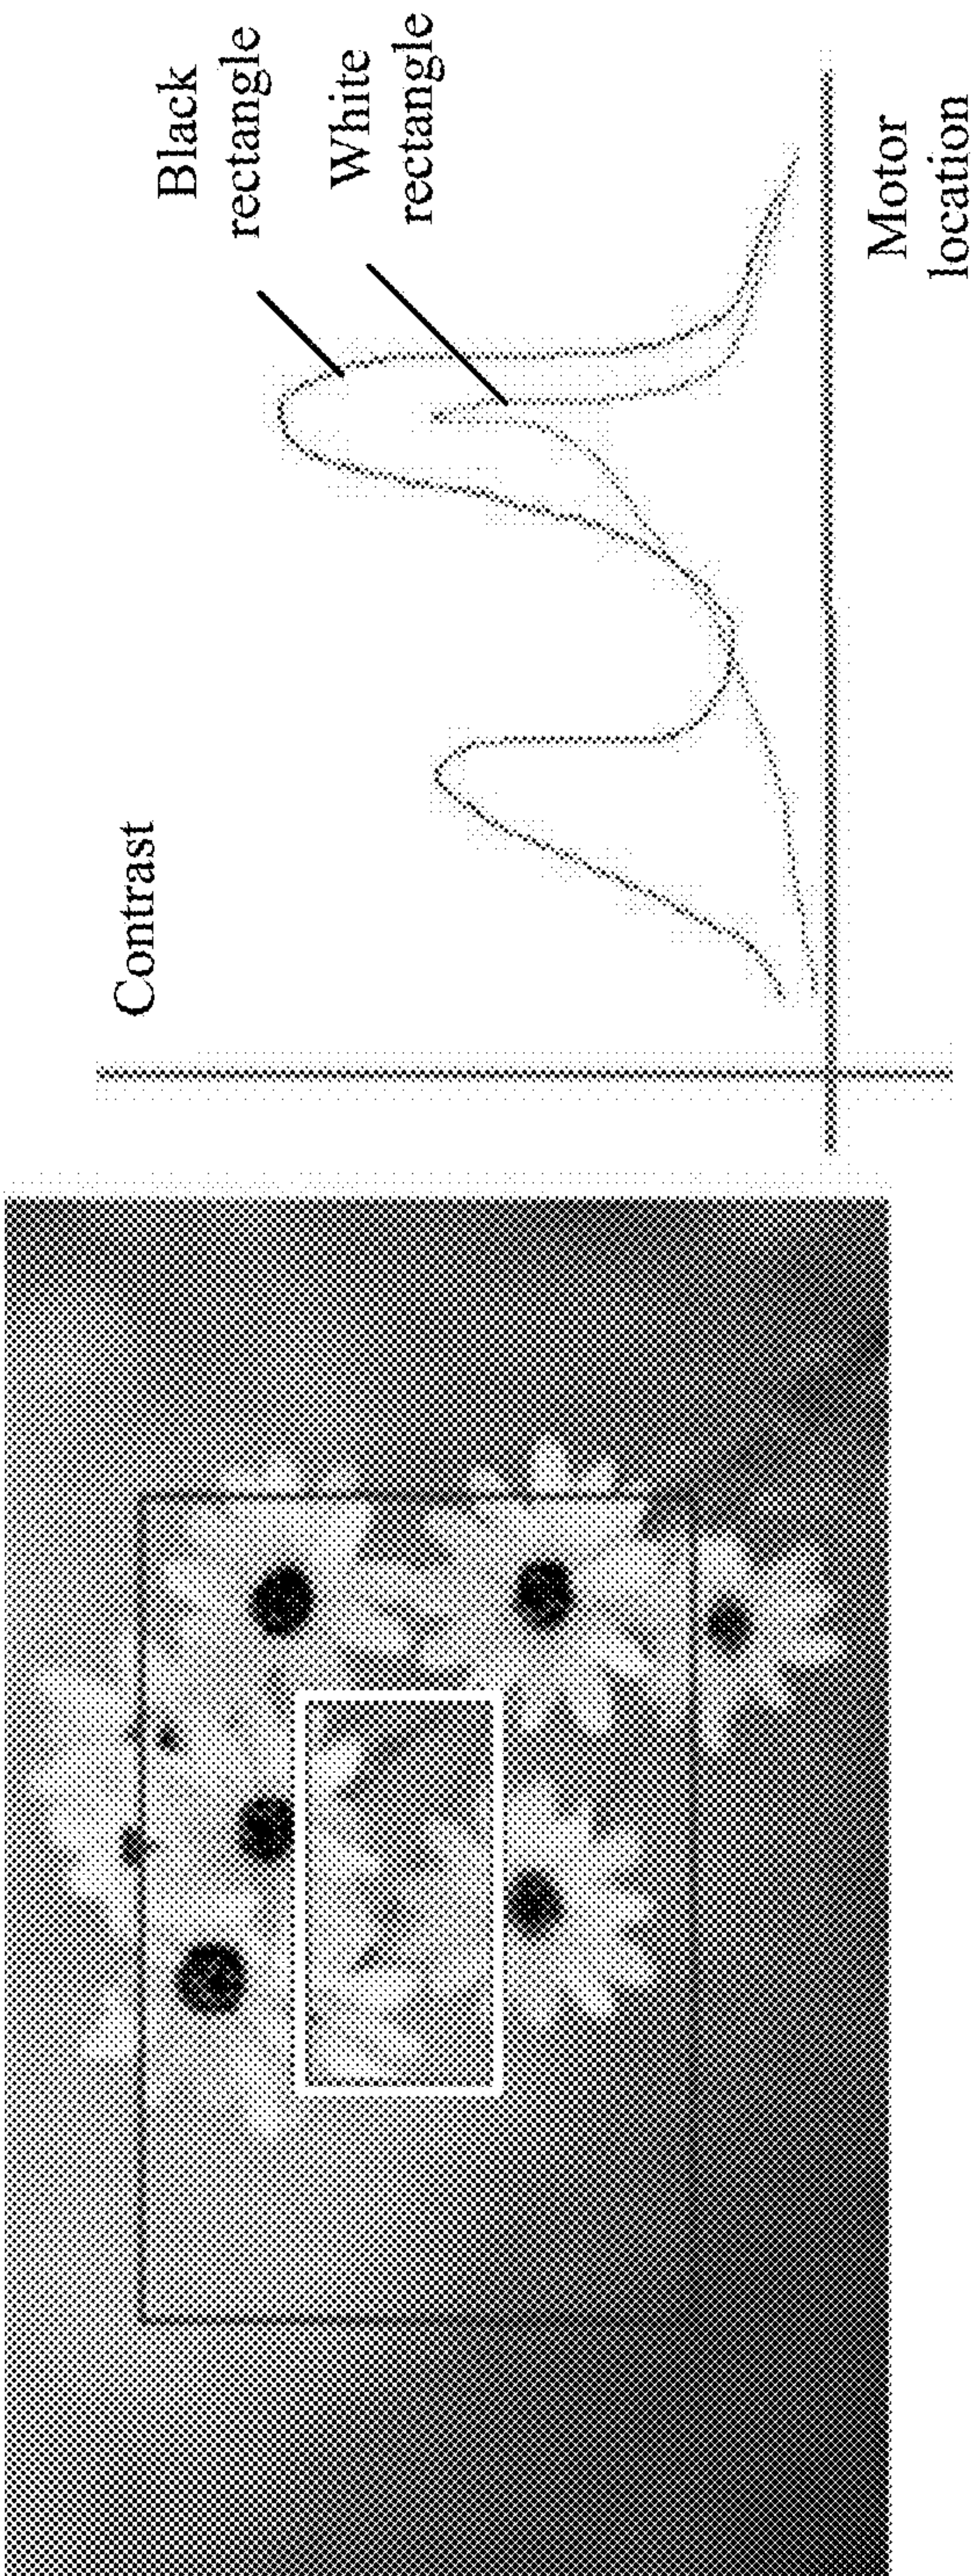 Contrast
Black
rectangle
White
rectangle
Motor
location